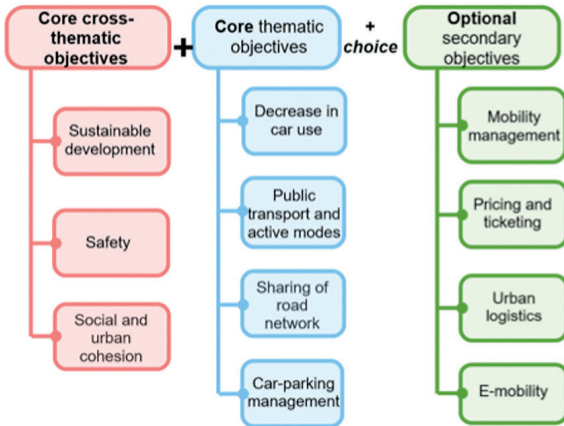 Core cross-
thematic
objectives
+
Core thematic
objectives
+
choice
Optional
secondary
objectives
Sustainable
development
Safety
Social and
urban
cohesion
Decrease in
car use
Public
transport and
active modes
Sharing of
road
network
Car-parking
management
Mobility
management
Pricing and
ticketing
Urban
logistics
E-mobility